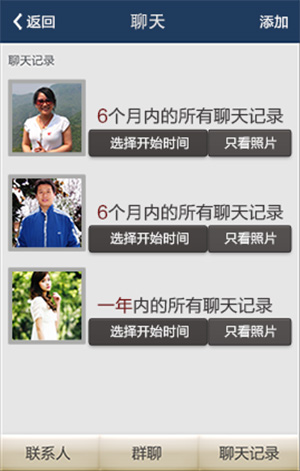 返回 聊天 添加
聊天记录
6个月内的所有聊天记录
选择开始时间 只看照片
6个月内的所有聊天记录
选择开始时间 只看照片
一年内的所有聊天记录
选择开始时间 只看照片
联系人 群聊 聊天记录